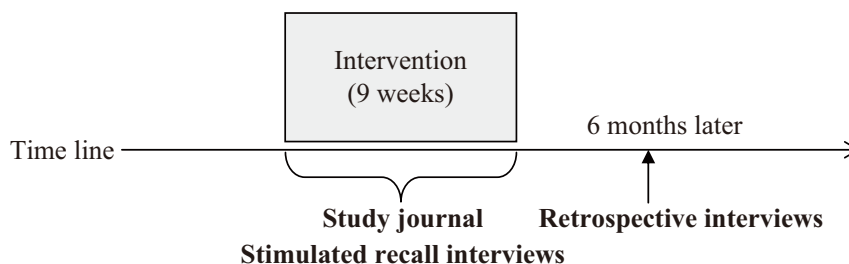 Intervention
(9 weeks)
6 months later
Time line
Study journal
Retrospective interviews
Stimulated recall interviews